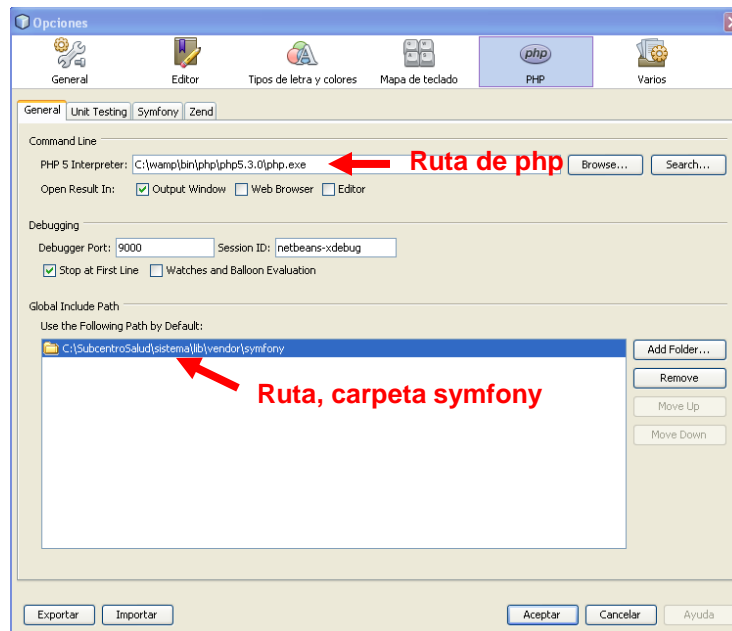 Opciones
General Editor Tipos de letra y colores Mapa de teclado php PHP Varios
General Unit Testing Symfony Zend
Command Line
PHP 5 Interpreter: C:\wamp\bin\php\php5.3.0\php.exe Ruta de php Browse... Search...
Open Result In: Output Window Web Browser Editor
Debugging
Debugger Port: 9000 Session ID: netbeans-xdebug
Stop at First Line Watches and Balloon Evaluation
Global Include Path
Use the Following Path by Default:
C:\SubcentroSalud\sistema\lib\vendor\symfony Add Folder...
Remove
Ruta, carpeta symfony
Move Up
Move Down
Exportar Importar Aceptar Cancelar Ayuda